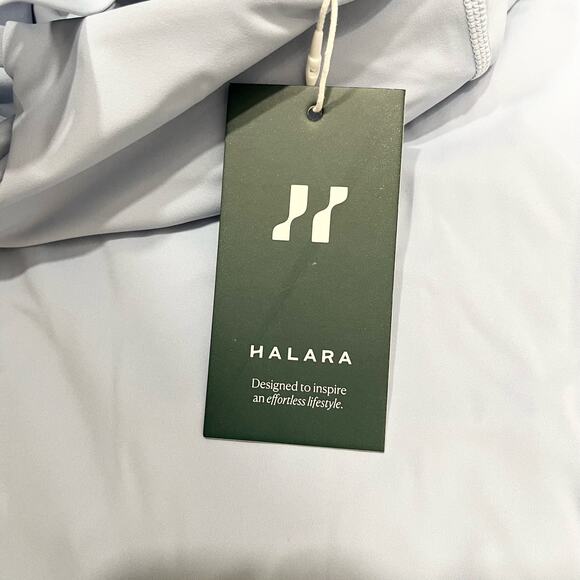 HALARA
Designed to inspire
an effortless lifestyle.